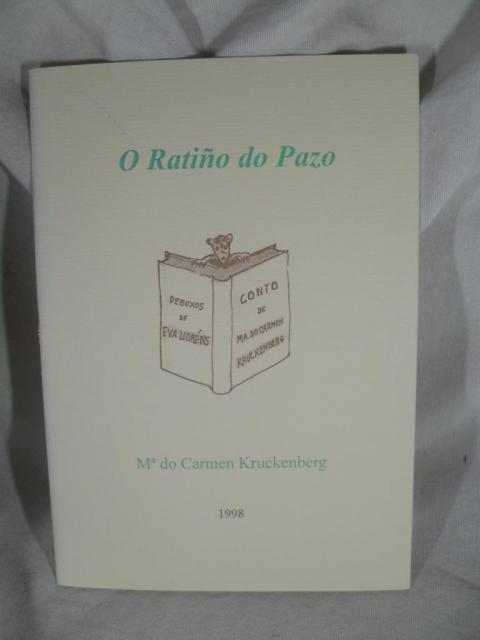 O Ratiño do Pazo
DEBUXOS
DE
EVA LLORÉNS
CONTO
DE
MA. DO CARMEN
KRUCKENBERG
Mª do Carmen Kruckenberg
1998